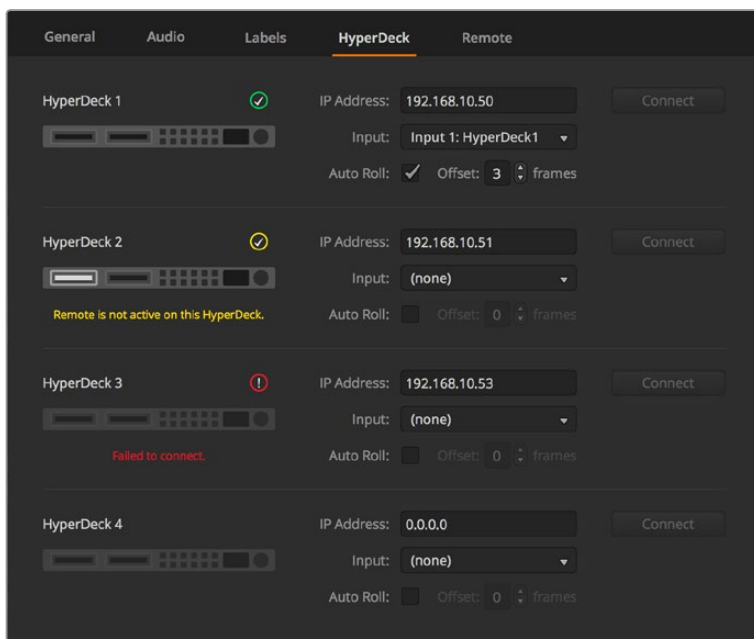 General Audio Labels HyperDeck Remote
HyperDeck 1 IP Address: 192.168.10.50 Connect
Input: Input 1: HyperDeck1
Auto Roll: Offset: 3 frames
HyperDeck 2 IP Address: 192.168.10.51 Connect
Input: (none)
Remote is not active on this HyperDeck. Auto Roll: Offset: 0 frames
HyperDeck 3 IP Address: 192.168.10.53 Connect
Input: (none)
Failed to connect. Auto Roll: Offset: 0 frames
HyperDeck 4 IP Address: 0.0.0.0 Connect
Input: (none)
Auto Roll: Offset: 0 frames